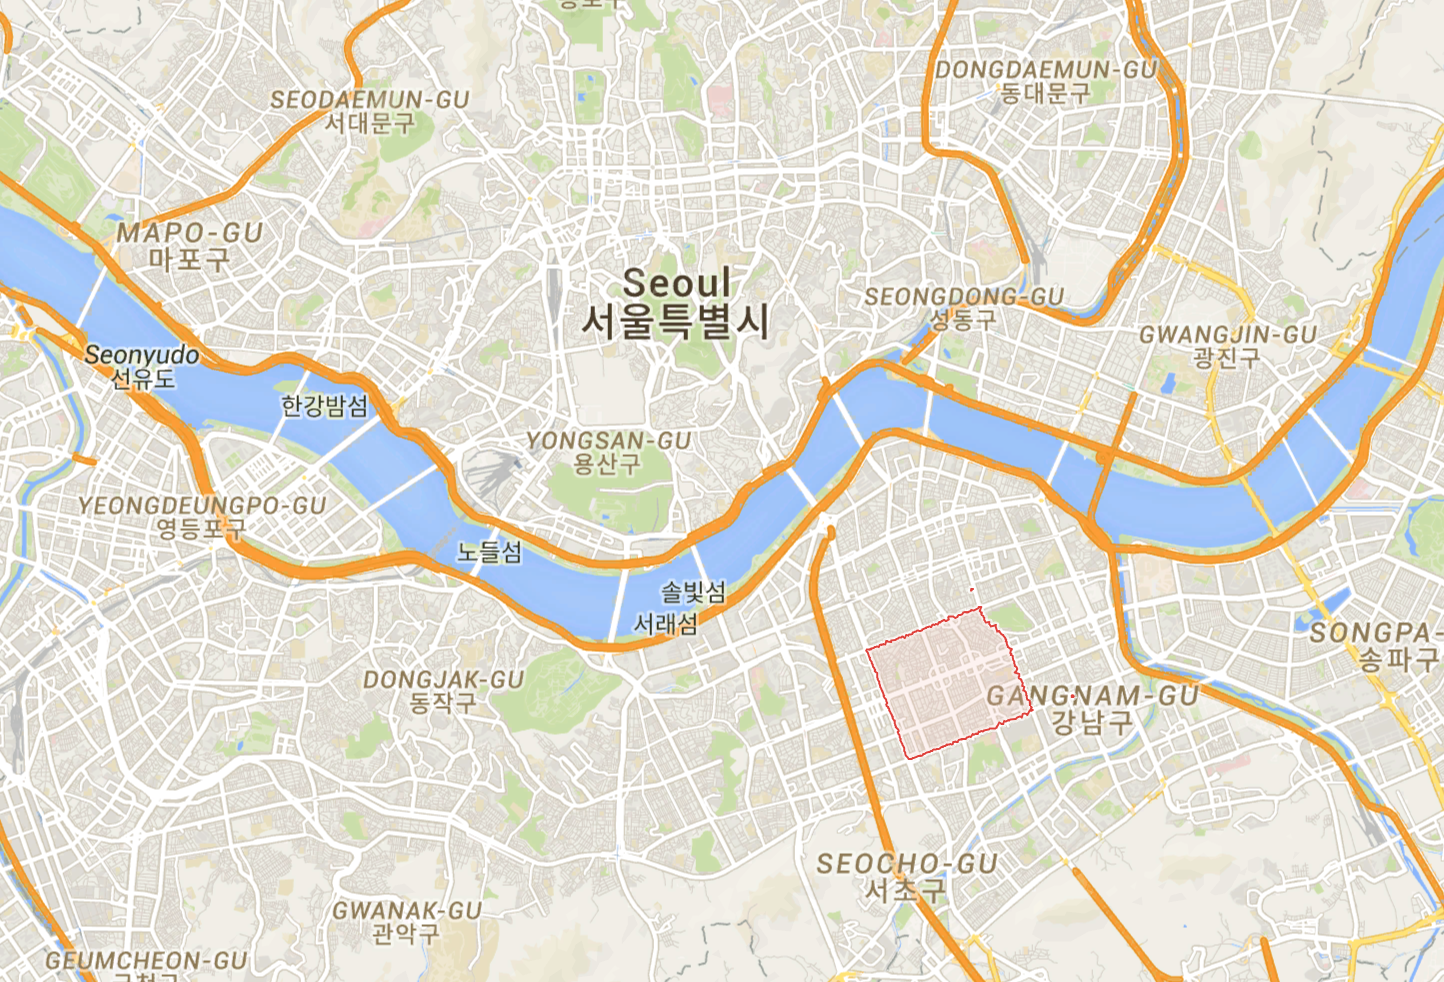 DONGDAEMUN-GU
동대문구
SEODAEMUN-GU
서대문구
MAPO-GU
마포구
Seoul
서울특별시
SEONGDONG-GU
성동구
GWANGJIN-GU
광진구
Seonyudo
선유도
한강밤섬
YONGSAN-GU
용산구
YEONGDEUNGPO-GU
영등포구
노들섬
솔빛섬
서래섬
SONGPA-
송파구
DONGJAK-GU
동작구
GANGNAM-GU
강남구
SEOCHO-GU
서초구
GWANAK-GU
관악구
GEUMCHEON-GU